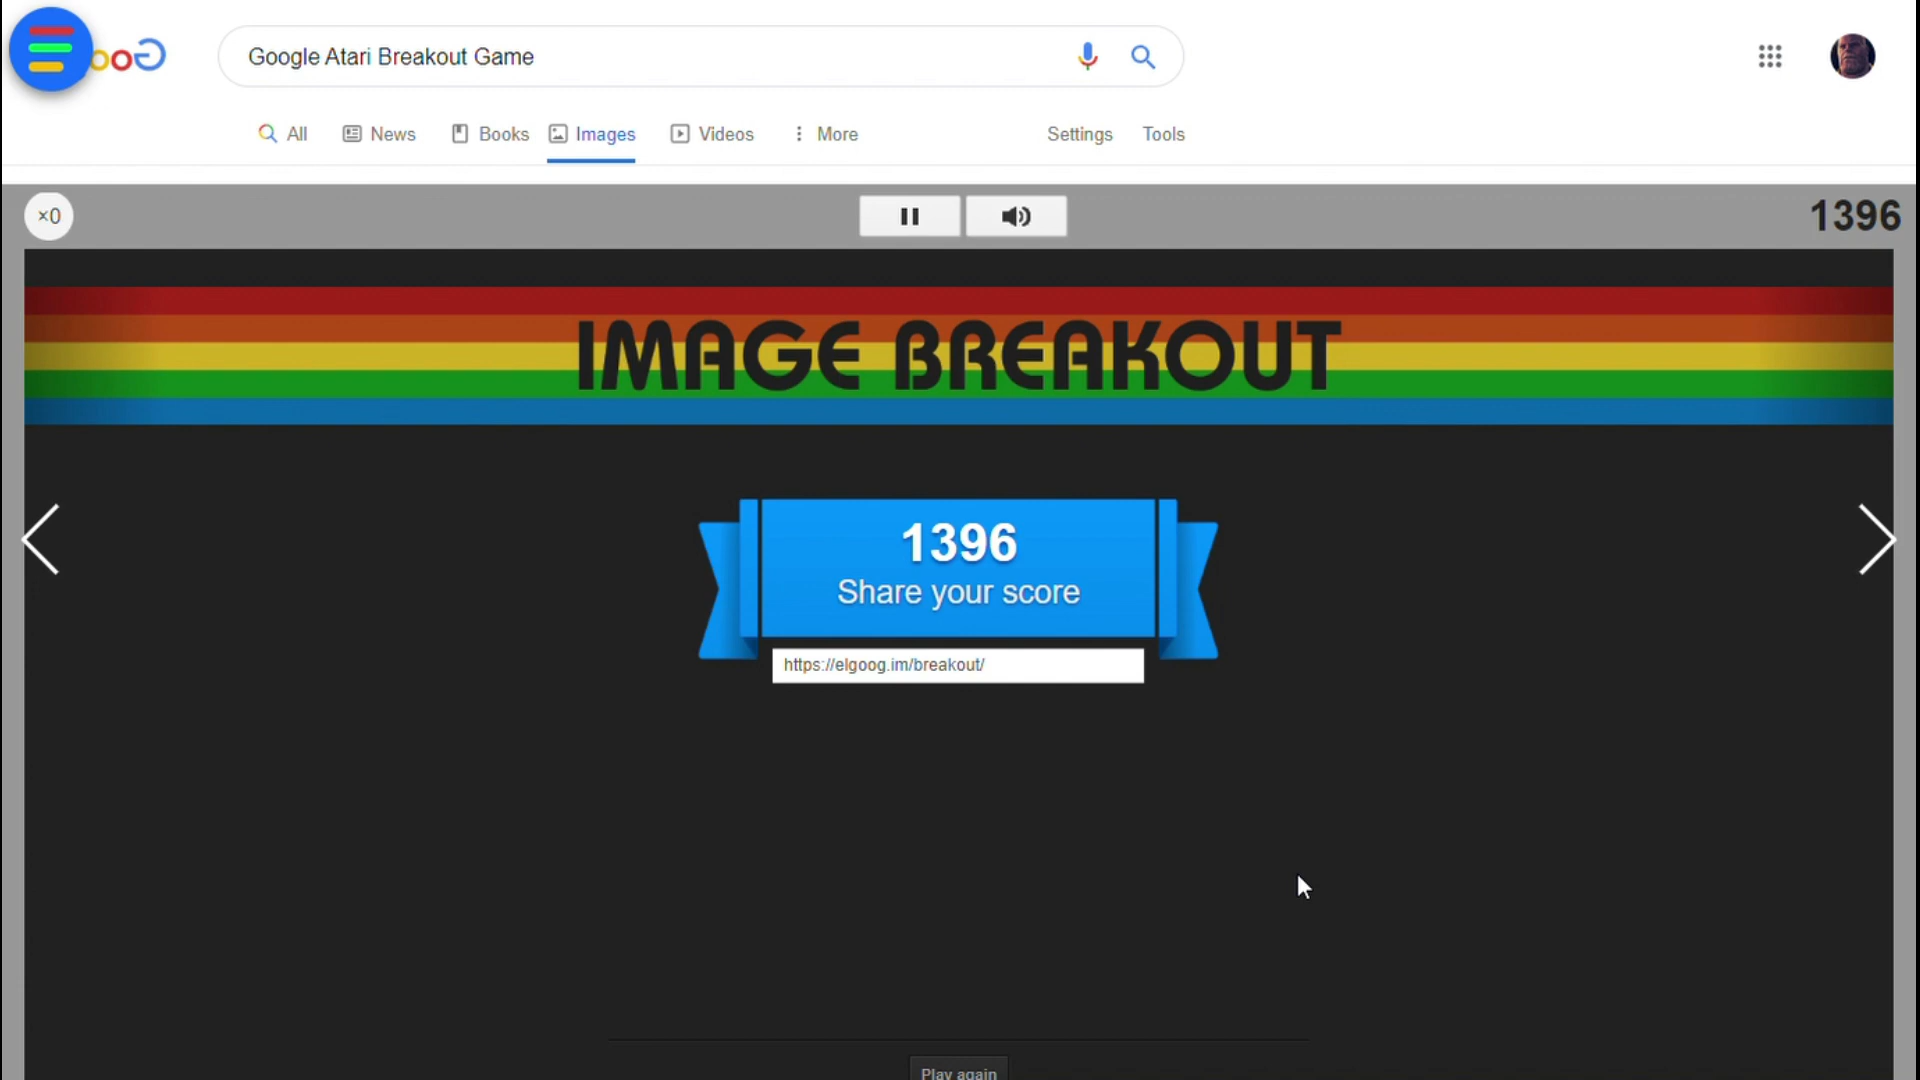 ooG
Google Atari Breakout Game
All
News
Books
Images
Videos
More
Settings
Tools
×0
1396
IMAGE BREAKOUT
1396
Share your score
https://elgoog.im/breakout/
Play again